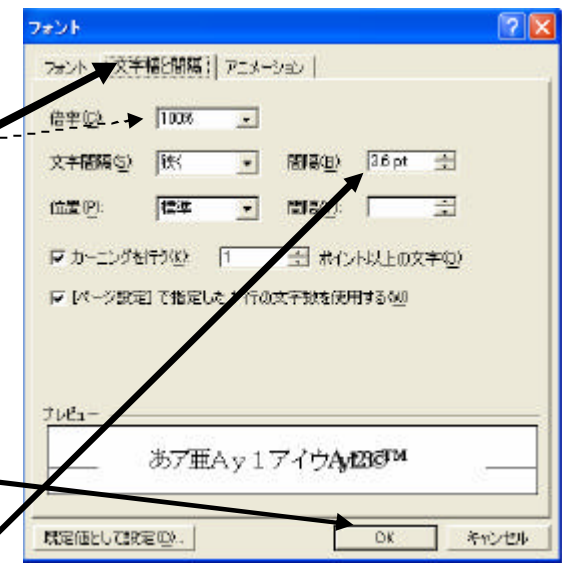 フォント
フォント 文字幅と間隔 アニメーション
倍率(C): 100%
文字間隔(S) 狭く 間隔(B) 3.6 pt
位置(P): 標準 間隔(Y):
カーニングを行う(K): 1 ポイント以上の文字(O)
[ページ設定] で指定した 行の文字数を使用する(W)
プレビュー
あア亜Ay1アイウAy123©™
既定値として設定(D)... OK キャンセル